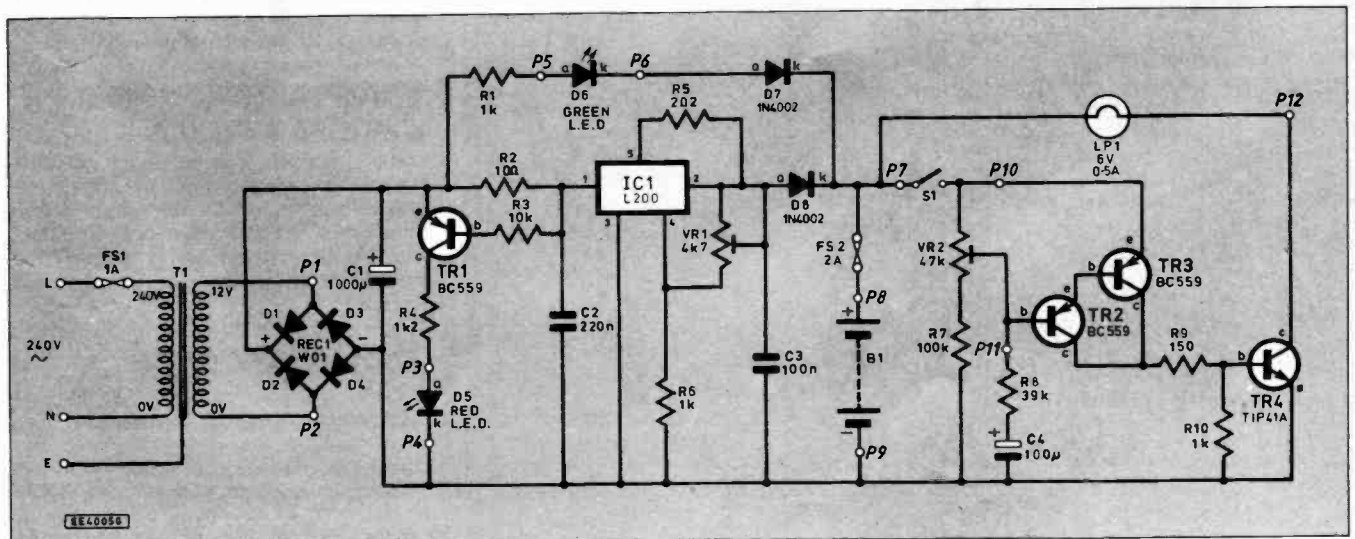 L
FS1
1A
T1
240V
12V
240V
~
0V
0V
N
E
P1
P2
D1
D3
D2
D4
+
REC1
W01
–
+
C1
1000µ
e
b
c
TR1
BC559
R4
1k2
P3
a
D5
RED
L.E.D.
k
P4
R1
1k
P5
a
k
D6
GREEN
L.E.D
P6
a
k
D7
1N4002
R2
10Ω
R3
10k
C2
220n
1
5
2
3
4
IC1
L200
R5
2Ω2
VR1
4k7
R6
1k
C3
100n
a
k
D8
1N4002
FS2
2A
P8
+
B1
–
P9
P7
S1
P10
LP1
6V
0·5A
P12
VR2
47k
R7
100k
P11
R8
39k
+
C4
100µ
b
e
c
TR2
BC559
b
e
c
TR3
BC559
R9
150
R10
1k
b
c
e
TR4
TIP41A
EE4005G